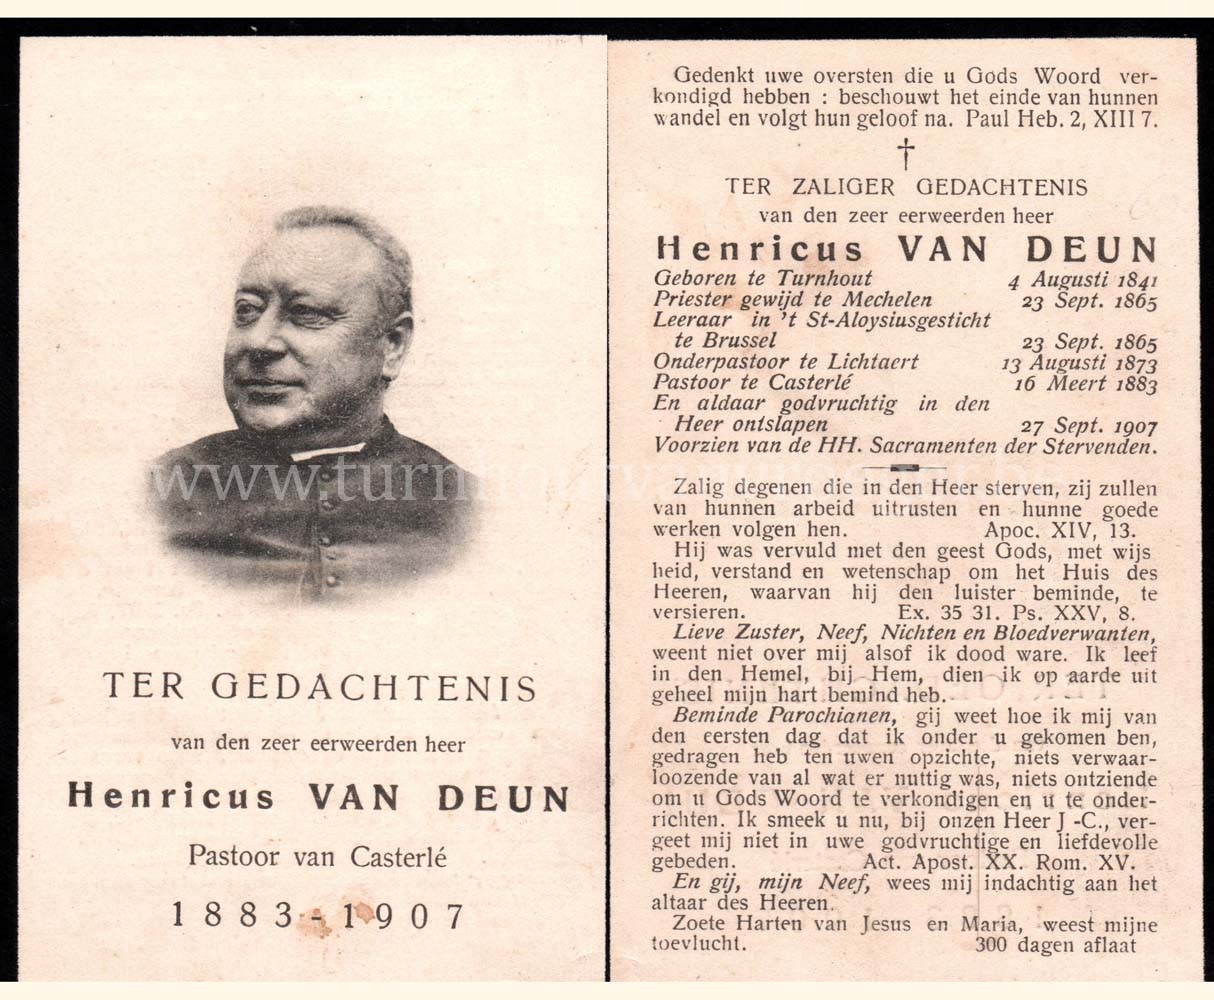 TER GEDACHTENIS
van den zeer eerweerden heer
Henricus VAN DEUN
Pastoor van Casterlé
1883-1907
Gedenkt uwe oversten die u Gods Woord ver-
kondigd hebben : beschouwt het einde van hunnen
wandel en volgt hun geloof na. Paul Heb. 2, XIII 7.
†
TER ZALIGER GEDACHTENIS
van den zeer eerweerden heer
Henricus VAN DEUN
Geboren te Turnhout 4 Augusti 1841
Priester gewijd te Mechelen 23 Sept. 1865
Leeraar in 't St-Aloysiusgesticht
te Brussel 23 Sept. 1865
Onderpastoor te Lichtaert 13 Augusti 1873
Pastoor te Casterlé 16 Meert 1883
En aldaar godvruchtig in den
Heer ontslapen 27 Sept. 1907
Voorzien van de HH. Sacramenten der Stervenden.
Zalig degenen die in den Heer sterven, zij zullen
van hunnen arbeid uitrusten en hunne goede
werken volgen hen. Apoc. XIV, 13.
Hij was vervuld met den geest Gods, met wijs
heid, verstand en wetenschap om het Huis des
Heeren, waarvan hij den luister beminde, te
versieren. Ex. 35 31. Ps. XXV, 8.
Lieve Zuster, Neef, Nichten en Bloedverwanten,
weent niet over mij alsof ik dood ware. Ik leef
in den Hemel, bij Hem, dien ik op aarde uit
geheel mijn hart bemind heb.
Beminde Parochianen, gij weet hoe ik mij van
den eersten dag dat ik onder u gekomen ben,
gedragen heb ten uwen opzichte, niets verwaar-
loozende van al wat er nuttig was, niets ontziende
om u Gods Woord te verkondigen en u te onder-
richten. Ik smeek u nu, bij onzen Heer J -C., ver-
geet mij niet in uwe godvruchtige en liefdevolle
gebeden. Act. Apost. XX. Rom. XV.
En gij, mijn Neef, wees mij indachtig aan het
altaar des Heeren.
Zoete Harten van Jesus en Maria, weest mijne
toevlucht. 300 dagen aflaat